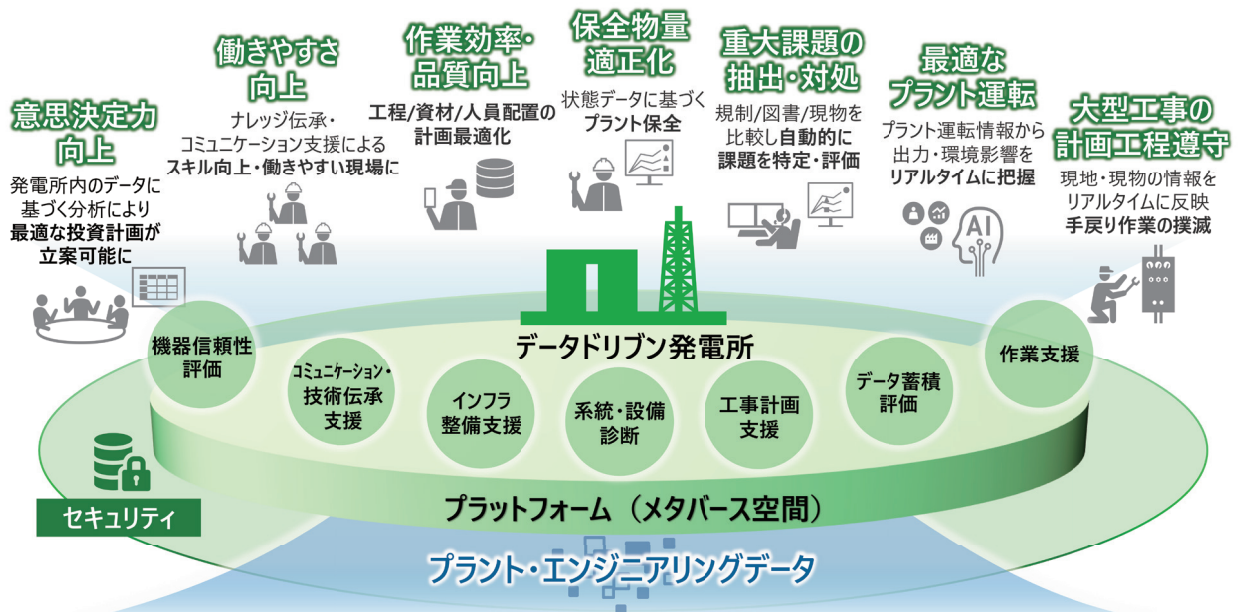 意思決定力
向上
発電所内のデータに
基づく分析により
最適な投資計画が
立案可能に
働きやすさ
向上
ナレッジ伝承・
コミュニケーション支援による
スキル向上・働きやすい現場に
作業効率・
品質向上
工程/資材/人員配置の
計画最適化
保全物量
適正化
状態データに基づく
プラント保全
重大課題の
抽出・対処
規制/図書/現物を
比較し自動的に
課題を特定・評価
最適な
プラント運転
プラント運転情報から
出力・環境影響を
リアルタイムに把握
AI
大型工事の
計画工程遵守
現地・現物の情報を
リアルタイムに反映
手戻り作業の撲滅
データドリブン発電所
機器信頼性
評価
コミュニケーション・
技術伝承
支援
インフラ
整備支援
系統・設備
診断
工事計画
支援
データ蓄積
評価
作業支援
セキュリティ
プラットフォーム（メタバース空間）
プラント・エンジニアリングデータ